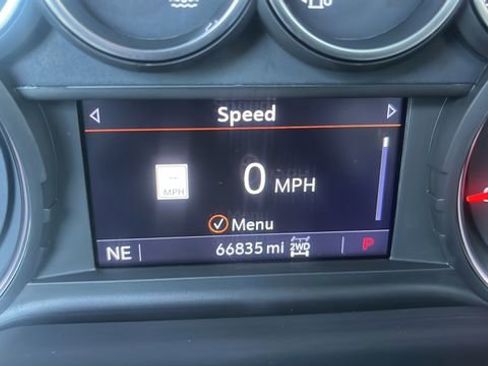 Speed
-- MPH
0 MPH
Menu
NE 66835 mi 2WD P